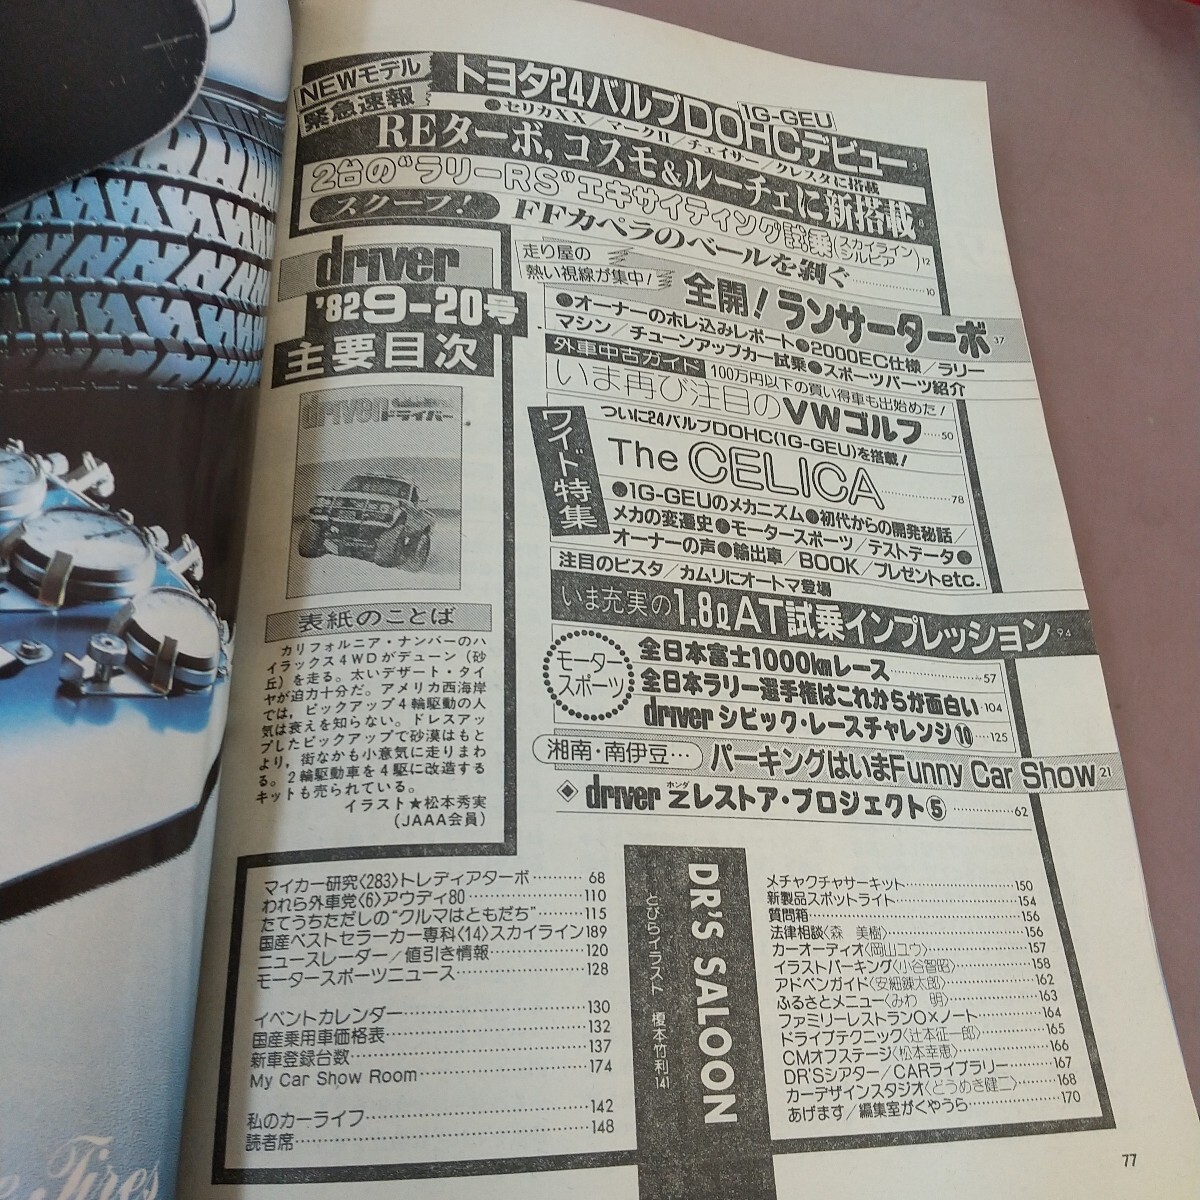 NEWモデル
緊急速報
トヨタ24バルブDOHCデビュー
1G-GEU
●セリカXX/マークII/チェイサー/クレスタに搭載
REターボ,コスモ&ルーチェに新搭載
2台の“ラリーRS”エキサイティング試乗(スカイライン シルビア)12
スクープ!
FFカペラのベールを剥ぐ……10
driver
'82 9-20号
主要目次
走り屋の
熱い視線が集中!
全開!ランサーターボ37
●オーナーのホレ込みレポート●2000EC仕様/ラリー
マシン/チューンアップカー試乗●スポーツパーツ紹介
外車中古ガイド
100万円以下の買い得車も出始めた!
いま再び注目のVWゴルフ……50
ワイド特集
ついに24バルブDOHC(1G-GEU)を搭載!
The CELICA……78
●1G-GEUのメカニズム●初代からの開発秘話/
メカの変遷史●モータースポーツ/テストデータ●
オーナーの声●輸出車/BOOK/プレゼントetc.
注目のビスタ/カムリにオートマ登場
いま充実の1.8ℓAT試乗インプレッション94
モータースポーツ
全日本富士1000kmレース……57
全日本ラリー選手権はこれからが面白い…104
driver シビック・レースチャレンジ⑩…125
湘南・南伊豆…
パーキングはいまFunny Car Show 21
◈driver ホンダZレストア・プロジェクト⑤……62
driver
ドライバー
表紙のことば
カリフォルニア・ナンバーのハ
イラックス4WDがデューン(砂
丘)を走る。太いデザート・タイ
ヤが迫力十分だ。アメリカ西海岸
では,ピックアップ4輪駆動の人
気は衰えを知らない。ドレスアッ
プしたピックアップで砂漠はもと
より,街なかも小意気に走りまわ
る。2輪駆動車を4駆に改造する
キットも売られている。
イラスト★松本秀実
(JAAA会員)
マイカー研究〈283〉トレディアターボ……68
われら外車党〈6〉アウディ80……110
たてうちただしの“クルマはともだち”……115
国産ベストセラーカー専科〈14〉スカイライン189
ニュースレーダー/値引き情報……120
モータースポーツニュース……128
イベントカレンダー……130
国産乗用車価格表……132
新車登録台数……137
My Car Show Room……174
私のカーライフ……142
読者席……148
DR'S SALOON
とびらイラスト 榎本竹利141
メチャクチャサーキット……150
新製品スポットライト……154
質問箱……156
法律相談〈森 美樹〉……156
カーオーディオ〈岡山ユウ〉……157
イラストパーキング〈小谷智昭〉……158
アドベンガイド〈安細錬太郎〉……162
ふるさとメニュー〈みわ 明〉……163
ファミリーレストラン○×ノート……164
ドライブテクニック〈辻本征一郎〉……165
CMオフステージ〈松本幸恵〉……166
DR'Sシアター/CARライブラリー……167
カーデザインスタジオ〈どうめき健二〉……168
あげます/編集室がくやうら……170
77
Tires